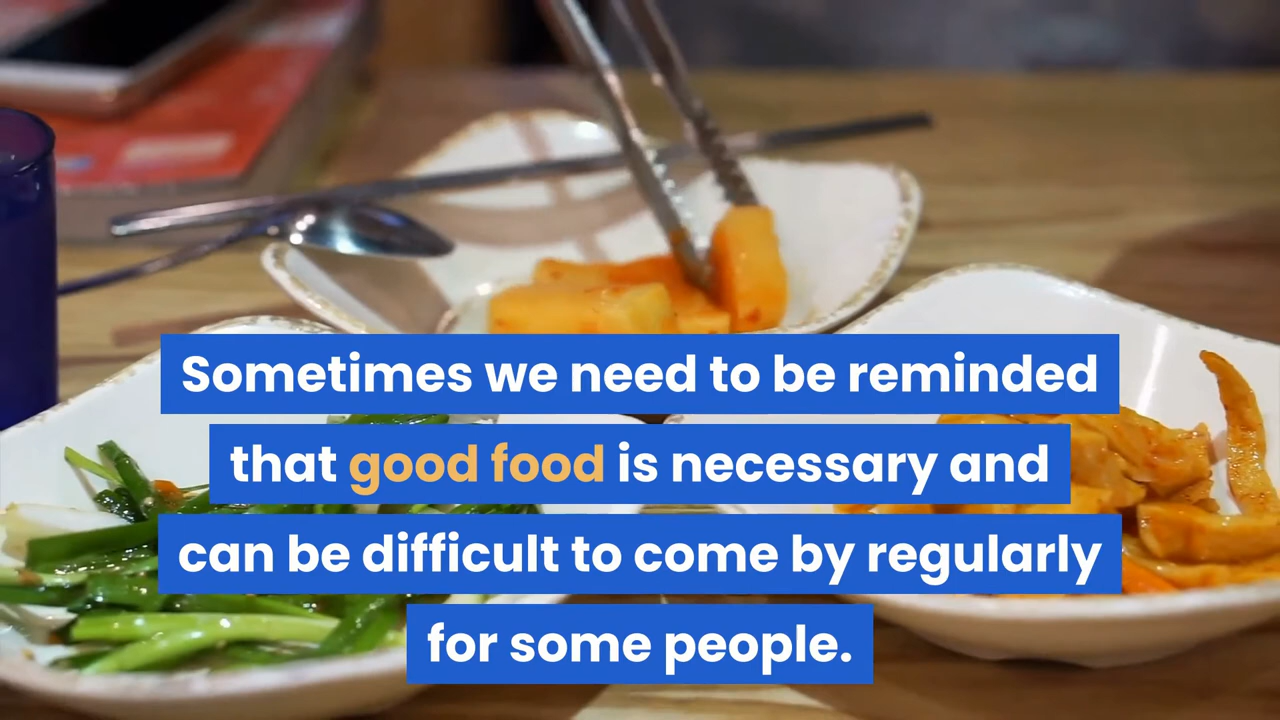 Sometimes we need to be reminded
that good food is necessary and
can be difficult to come by regularly
for some people.